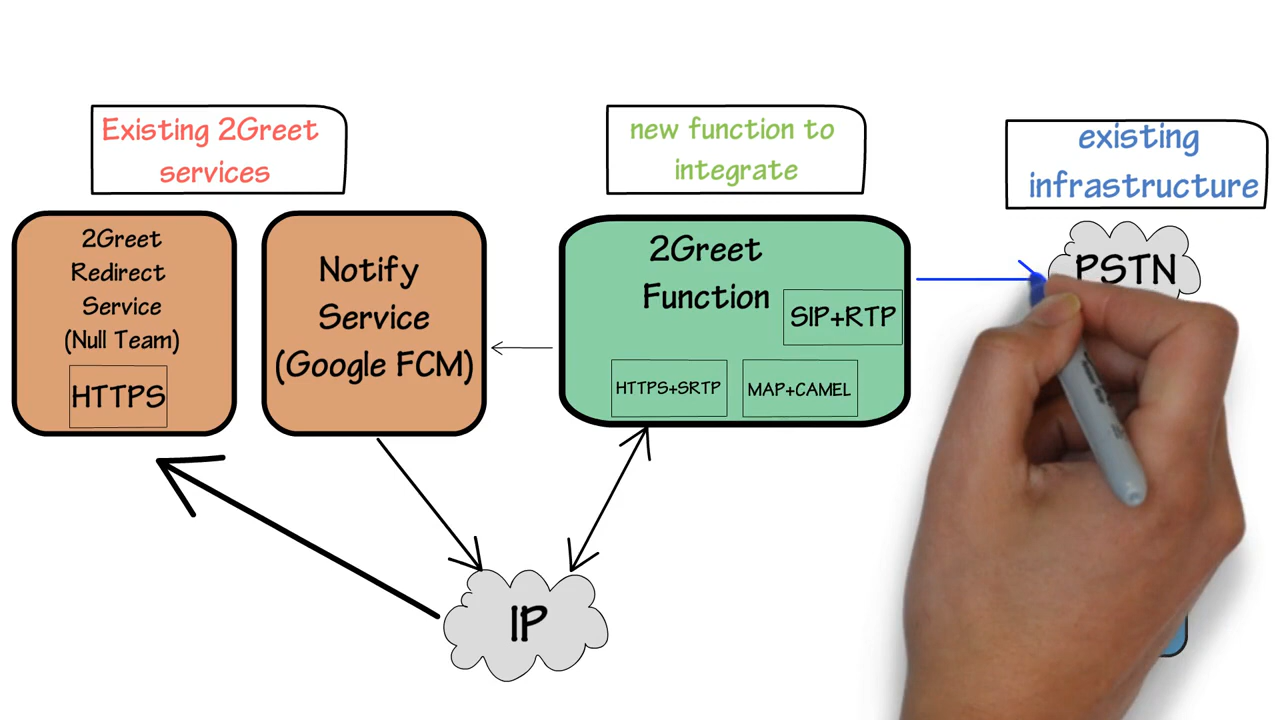 Existing 2Greet
services
new function to
integrate
existing
infrastructure
2Greet
Redirect
Service
(Null Team)
HTTPS
Notify
Service
(Google FCM)
2Greet
Function
SIP+RTP
HTTPS+SRTP
MAP+CAMEL
PSTN
IP